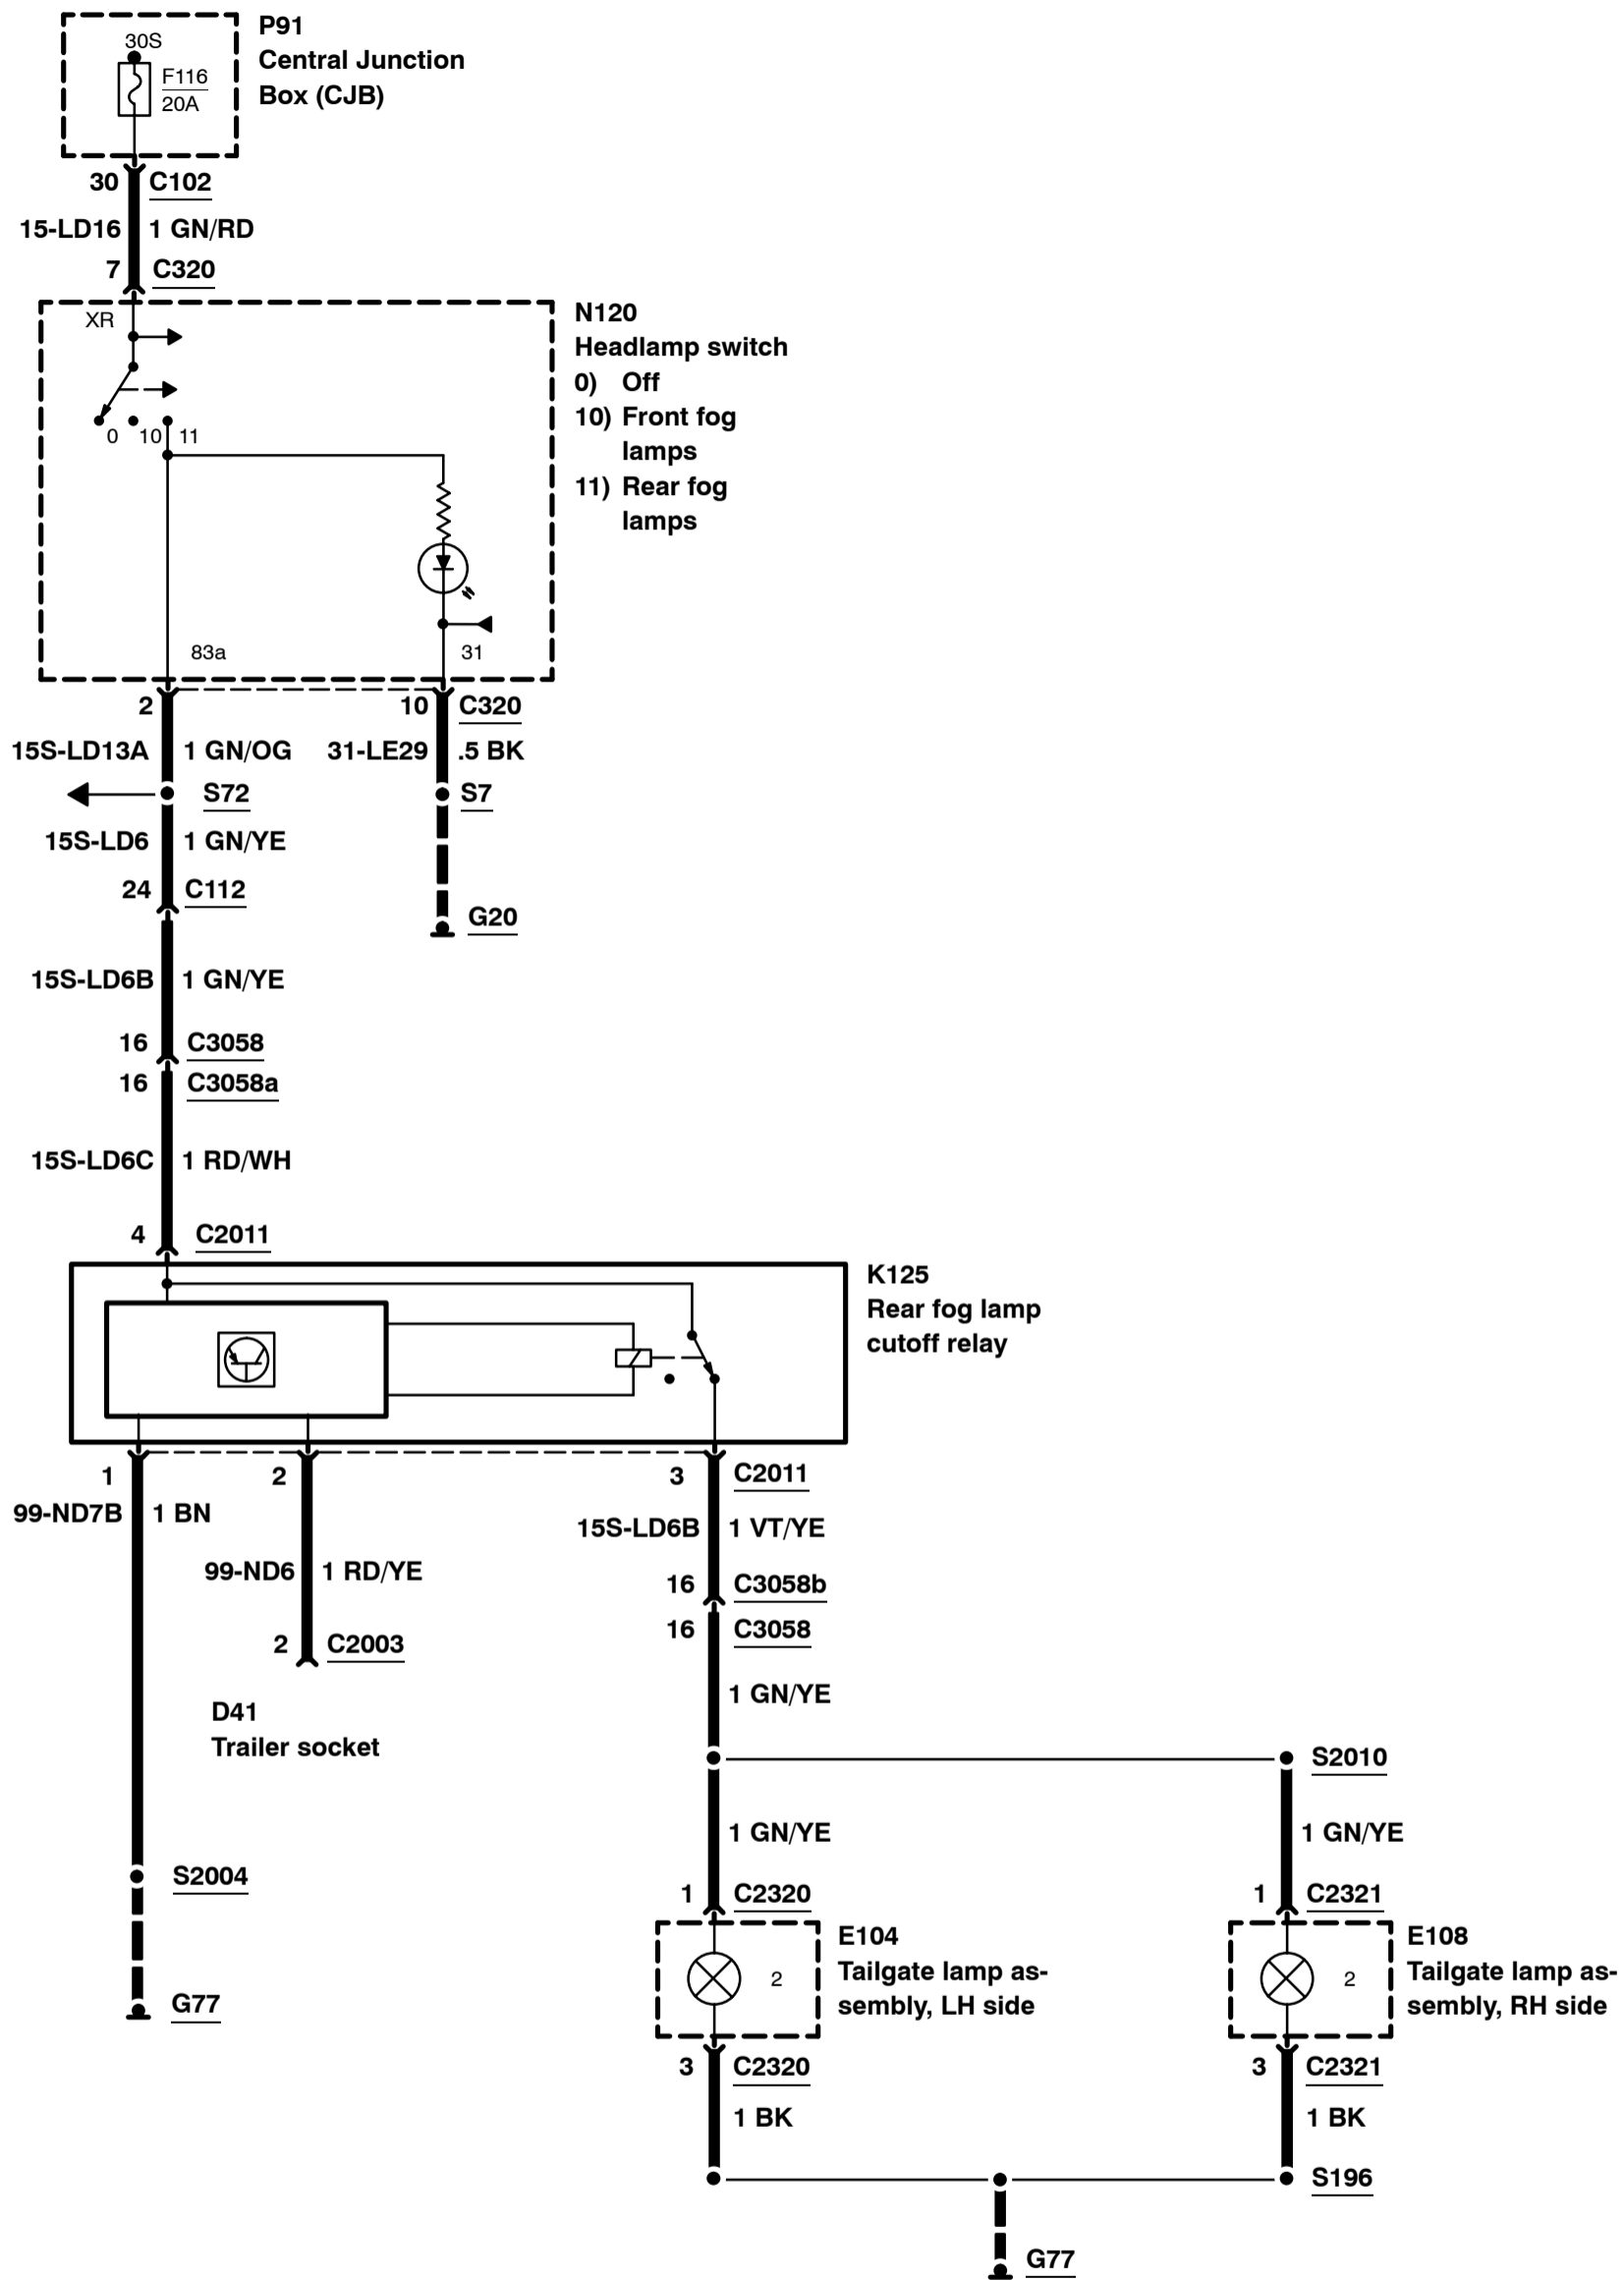 P91
30S
Central Junction
F116
20A
Box (CJB)
30 C102
15-LD16 1 GN/RD
7 C320
XR
N120
Headlamp switch
0) Off
10) Front fog
lamps
11) Rear fog
lamps
0 10 11
83a 31
2 10 C320
15S-LD13A 1 GN/OG 31-LE29 .5 BK
S72 S7
15S-LD6 1 GN/YE
24 C112
G20
15S-LD6B 1 GN/YE
16 C3058
16 C3058a
15S-LD6C 1 RD/WH
4 C2011
K125
Rear fog lamp
cutoff relay
1 2 3 C2011
99-ND7B 1 BN 15S-LD6B 1 VT/YE
99-ND6 1 RD/YE 16 C3058b
2 C2003 16 C3058
1 GN/YE
D41
Trailer socket
S2010
1 GN/YE 1 GN/YE
S2004 1 C2320 1 C2321
E104 E108
2 Tailgate lamp as- 2 Tailgate lamp as-
sembly, LH side sembly, RH side
G77
3 C2320 3 C2321
1 BK 1 BK
S196
G77